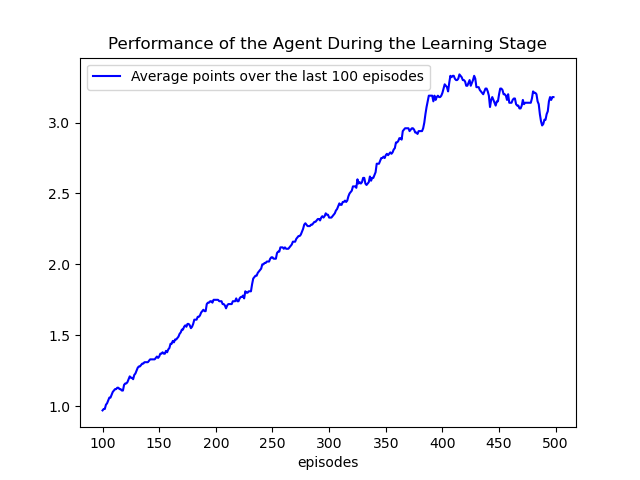 Performance of the Agent During the Learning Stage
Average points over the last 100 episodes
3.0
2.5
2.0
1.5
1.0
100 150 200 250 300 350 400 450 500
episodes